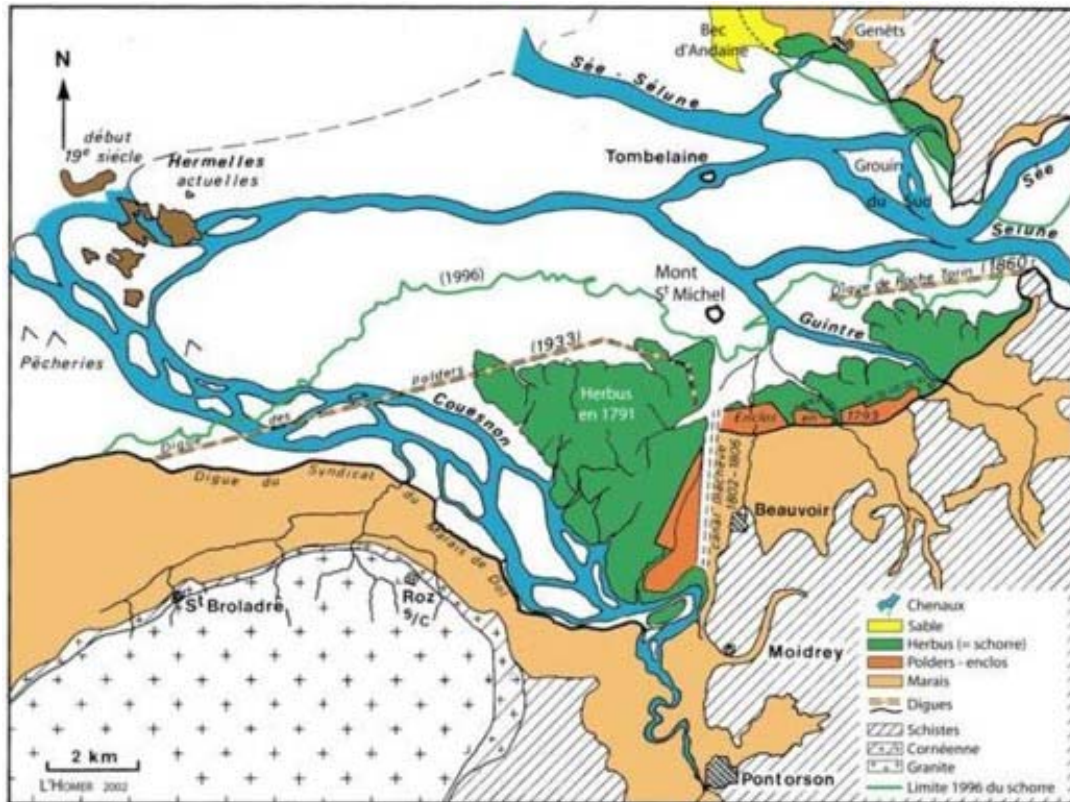 N
début
19e siècle
Hermelles
actuelles
Sée - Sélune
Bec
d'Andaine
Genêts
Tombelaine
Grouin
du Sud
Sée
Sélune
(1996)
Mont
St Michel
Digue de Roche Torin (1860)
Guintre
Pêcheries
Digue des polders (1933)
Herbus
en 1791
Couesnon
Enclos en 1793
Digue du Syndicat du Marais de Dol
canal inachevé
1802 - 1806
Beauvoir
St Broladre
Roz
s/C
Moidrey
Pontorson
2 km
L'HOMER 2002
Chenaux
Sable
Herbus (= schorre)
Polders - enclos
Marais
Digues
Schistes
Cornéenne
Granite
Limite 1996 du schorre